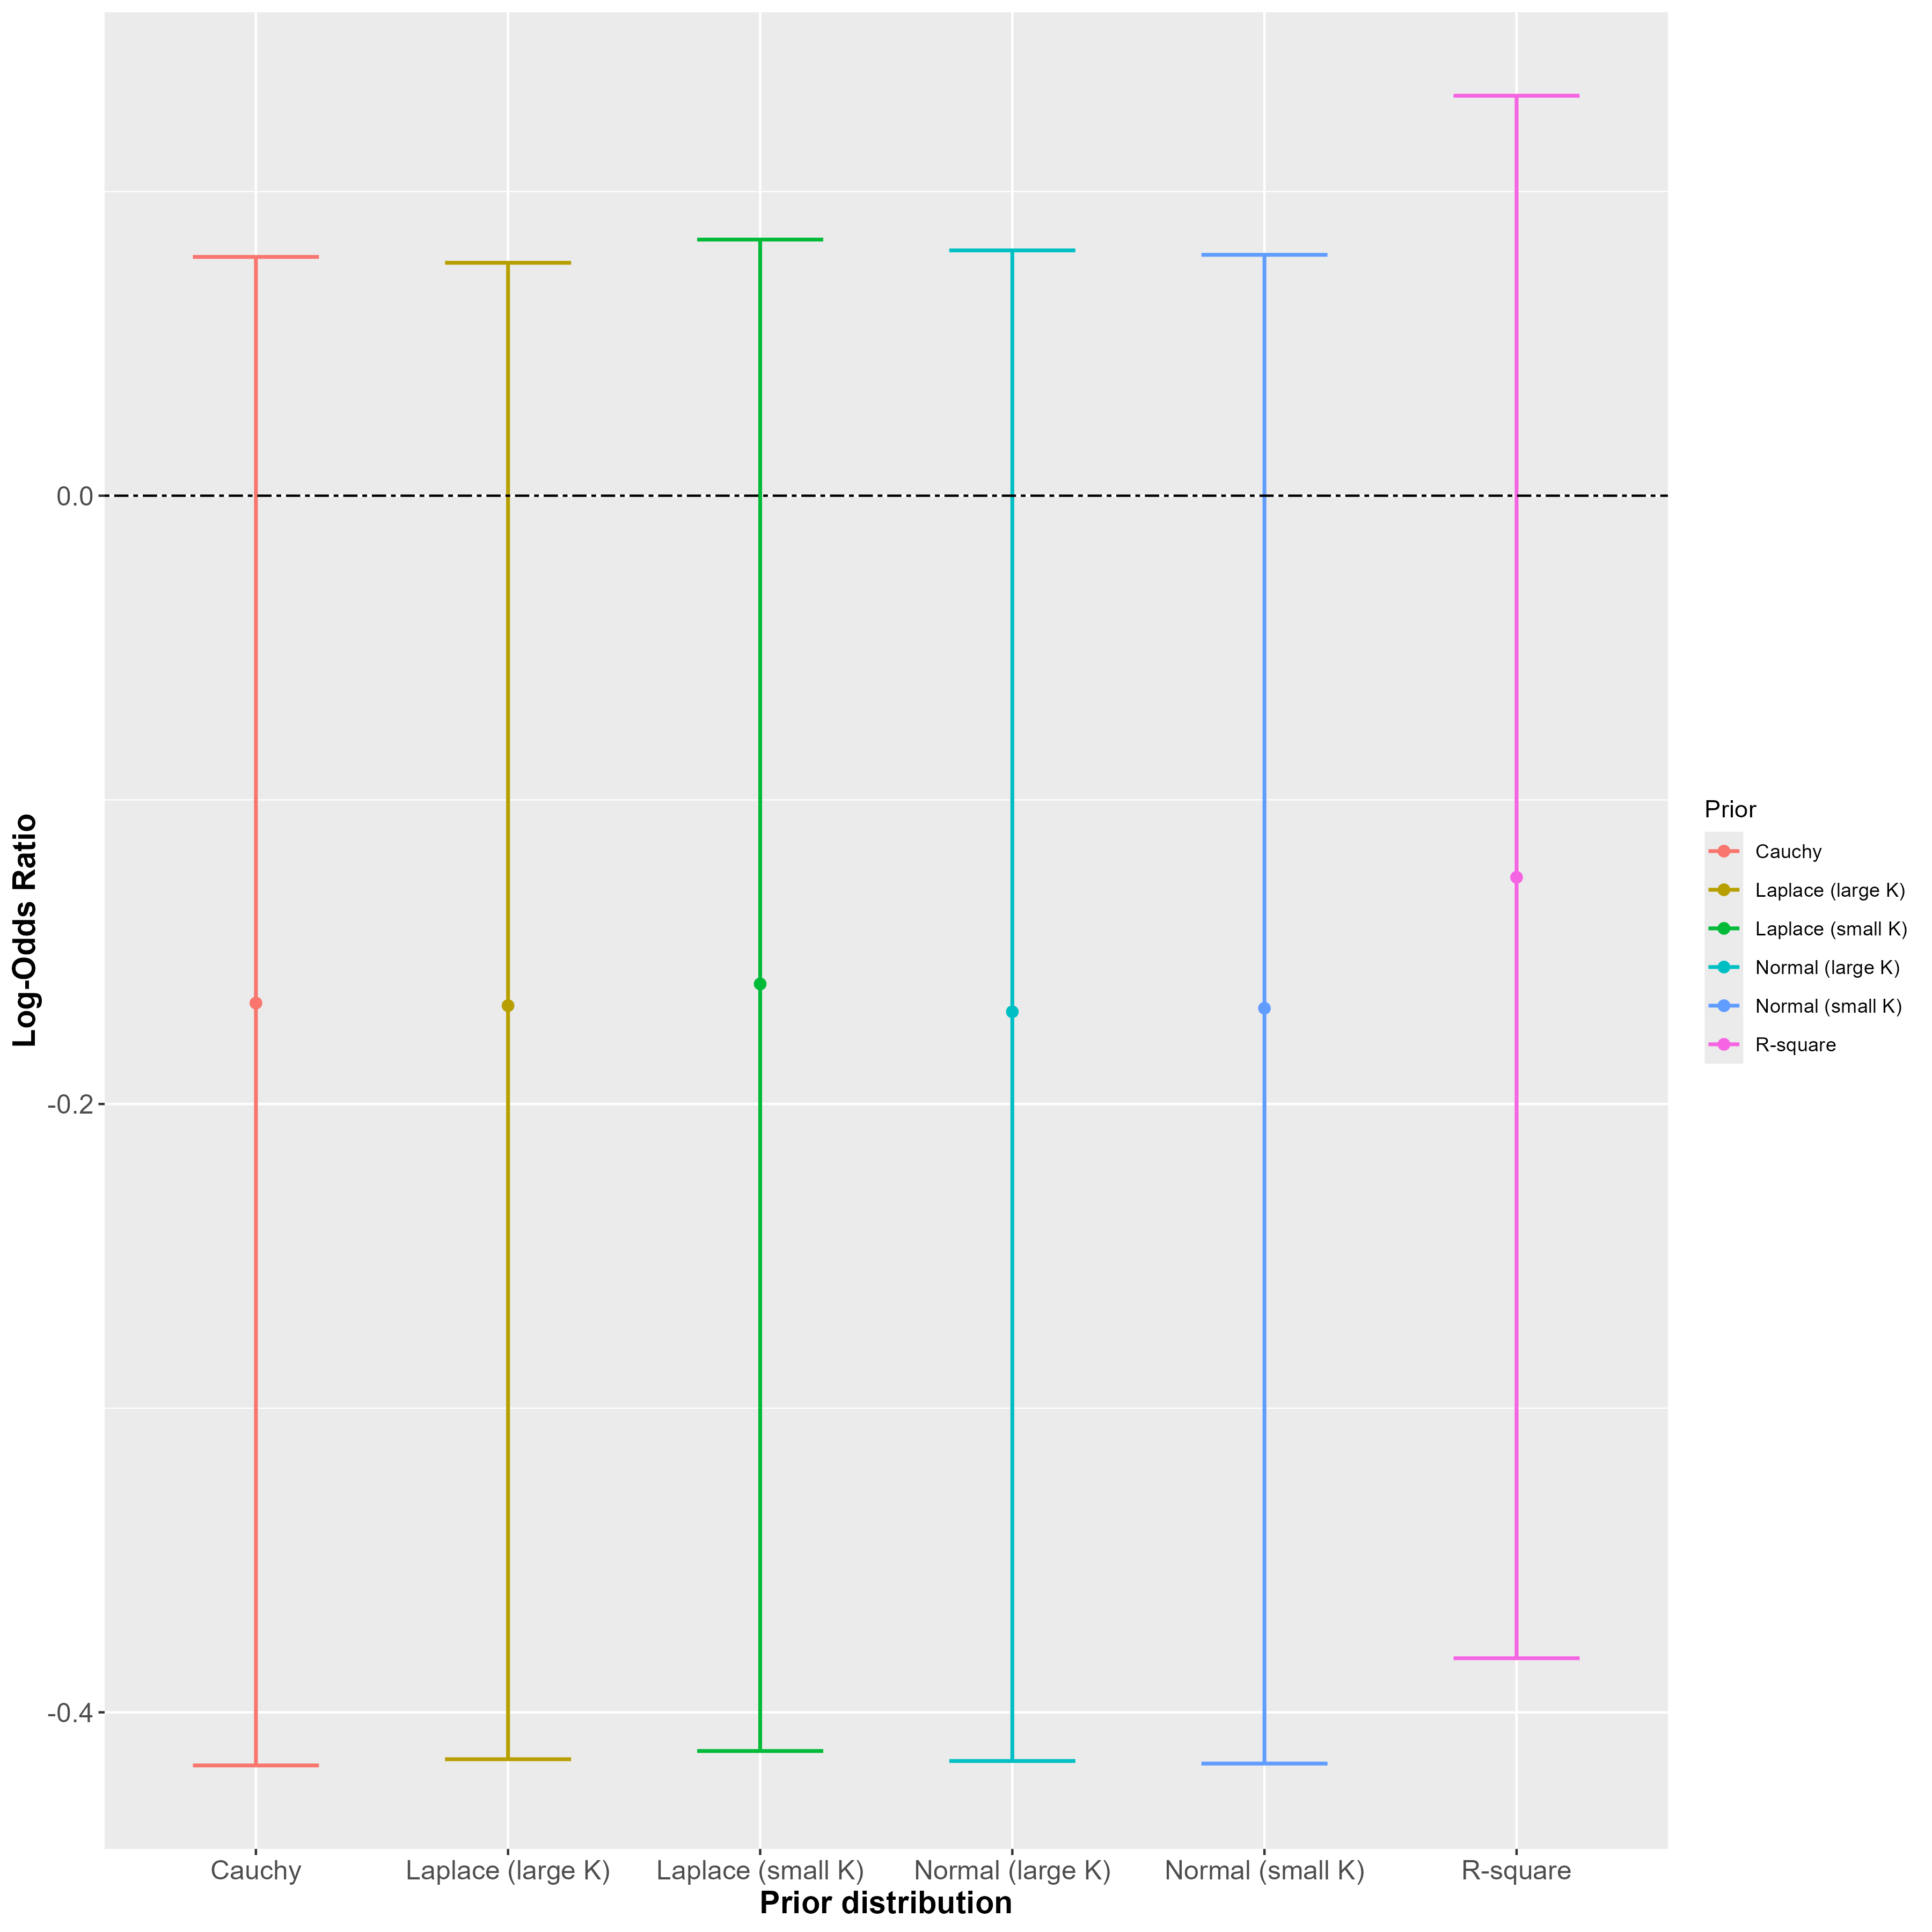 Log-Odds Ratio
0.0
-0.2
-0.4
Cauchy
Laplace (large K)
Laplace (small K)
Normal (large K)
Normal (small K)
R-square
Prior distribution
Prior
Cauchy
Laplace (large K)
Laplace (small K)
Normal (large K)
Normal (small K)
R-square